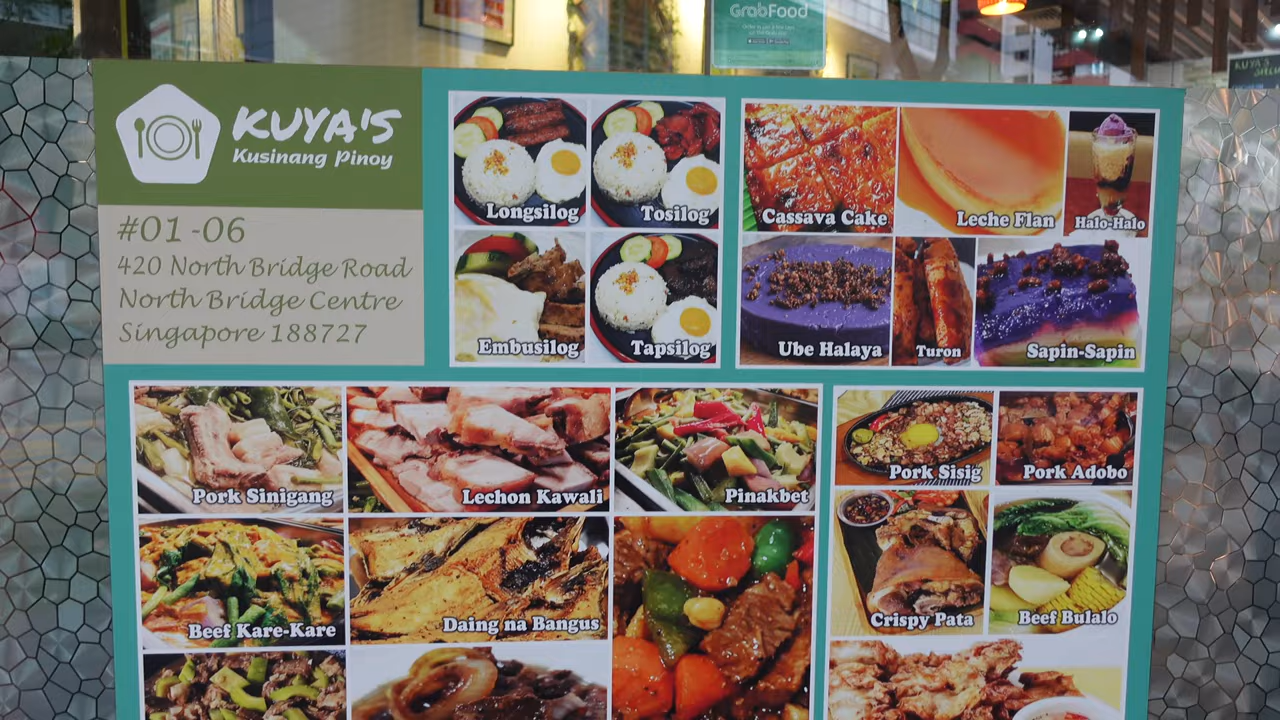 GrabFood
KUYA'S
KUYA'S
Kusinang Pinoy
#01-06
420 North Bridge Road
North Bridge Centre
Singapore 188727
Longsilog
Tosilog
Embusilog
Tapsilog
Cassava Cake
Leche Flan
Halo-Halo
Ube Halaya
Turon
Sapin-Sapin
Pork Sinigang
Lechon Kawali
Pinakbet
Beef Kare-Kare
Daing na Bangus
Pork Sisig
Pork Adobo
Crispy Pata
Beef Bulalo